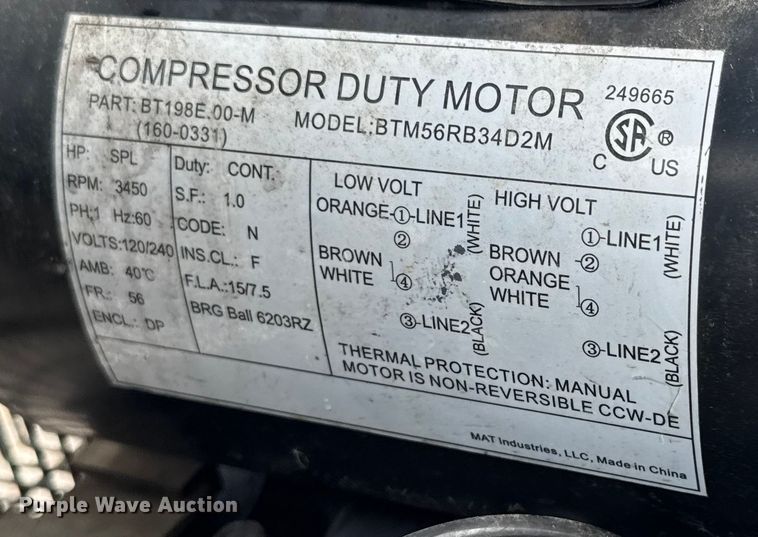 COMPRESSOR DUTY MOTOR
249665
PART: BT198E.00-M
(160-0331)
MODEL:BTM56RB34D2M
SA ®
C US
HP: SPL
RPM: 3450
PH:1 Hz:60
VOLTS:120/240
AMB: 40℃
FR.: 56
ENCL.: DP
Duty: CONT.
S.F.: 1.0
CODE: N
INS.CL.: F
F.L.A.:15/7.5
BRG Ball 6203RZ
LOW VOLT
ORANGE-①-LINE1 (WHITE)
②
BROWN
WHITE ④
③-LINE2 (BLACK)
HIGH VOLT
①-LINE1 (WHITE)
BROWN -②
ORANGE
WHITE ④
③-LINE2 (BLACK)
THERMAL PROTECTION: MANUAL
MOTOR IS NON-REVERSIBLE CCW-DE
MAT Industries, LLC, Made in China
Purple Wave Auction